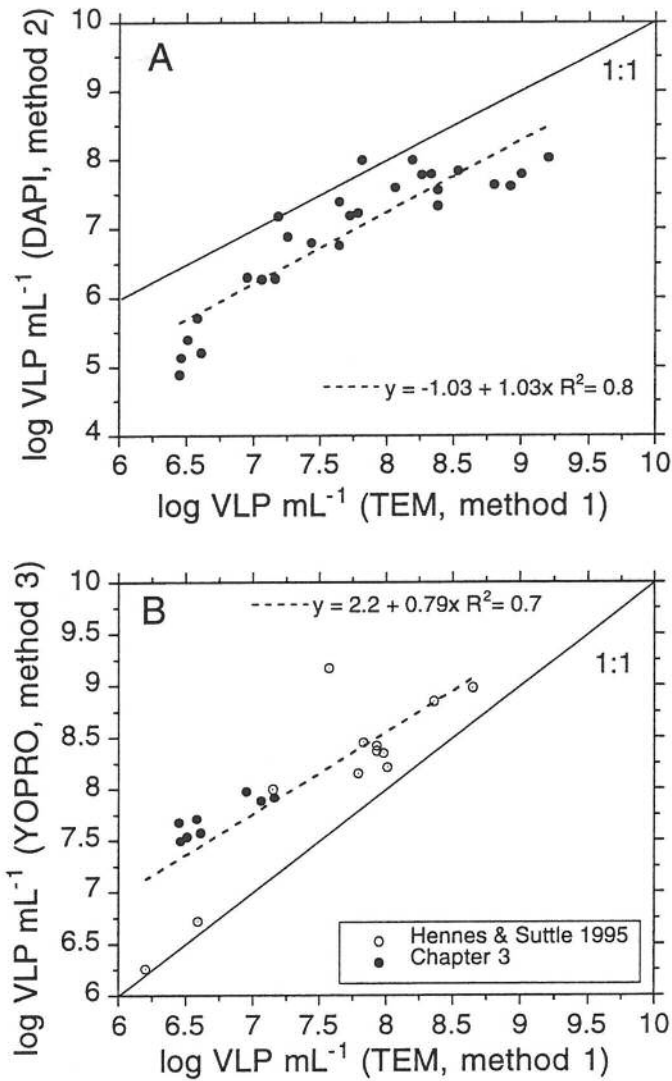 10
9
8
7
6
5
4
A
1:1
y = -1.03 + 1.03x R²= 0.8
6 6.5 7 7.5 8 8.5 9 9.5 10
log VLP mL⁻¹ (TEM, method 1)
log VLP mL⁻¹ (DAPI, method 2)
10
9.5
9
8.5
8
7.5
7
6.5
6
B
y = 2.2 + 0.79x R²= 0.7
1:1
Hennes & Suttle 1995
Chapter 3
6 6.5 7 7.5 8 8.5 9 9.5 10
log VLP mL⁻¹ (TEM, method 1)
log VLP mL⁻¹ (YOPRO, method 3)